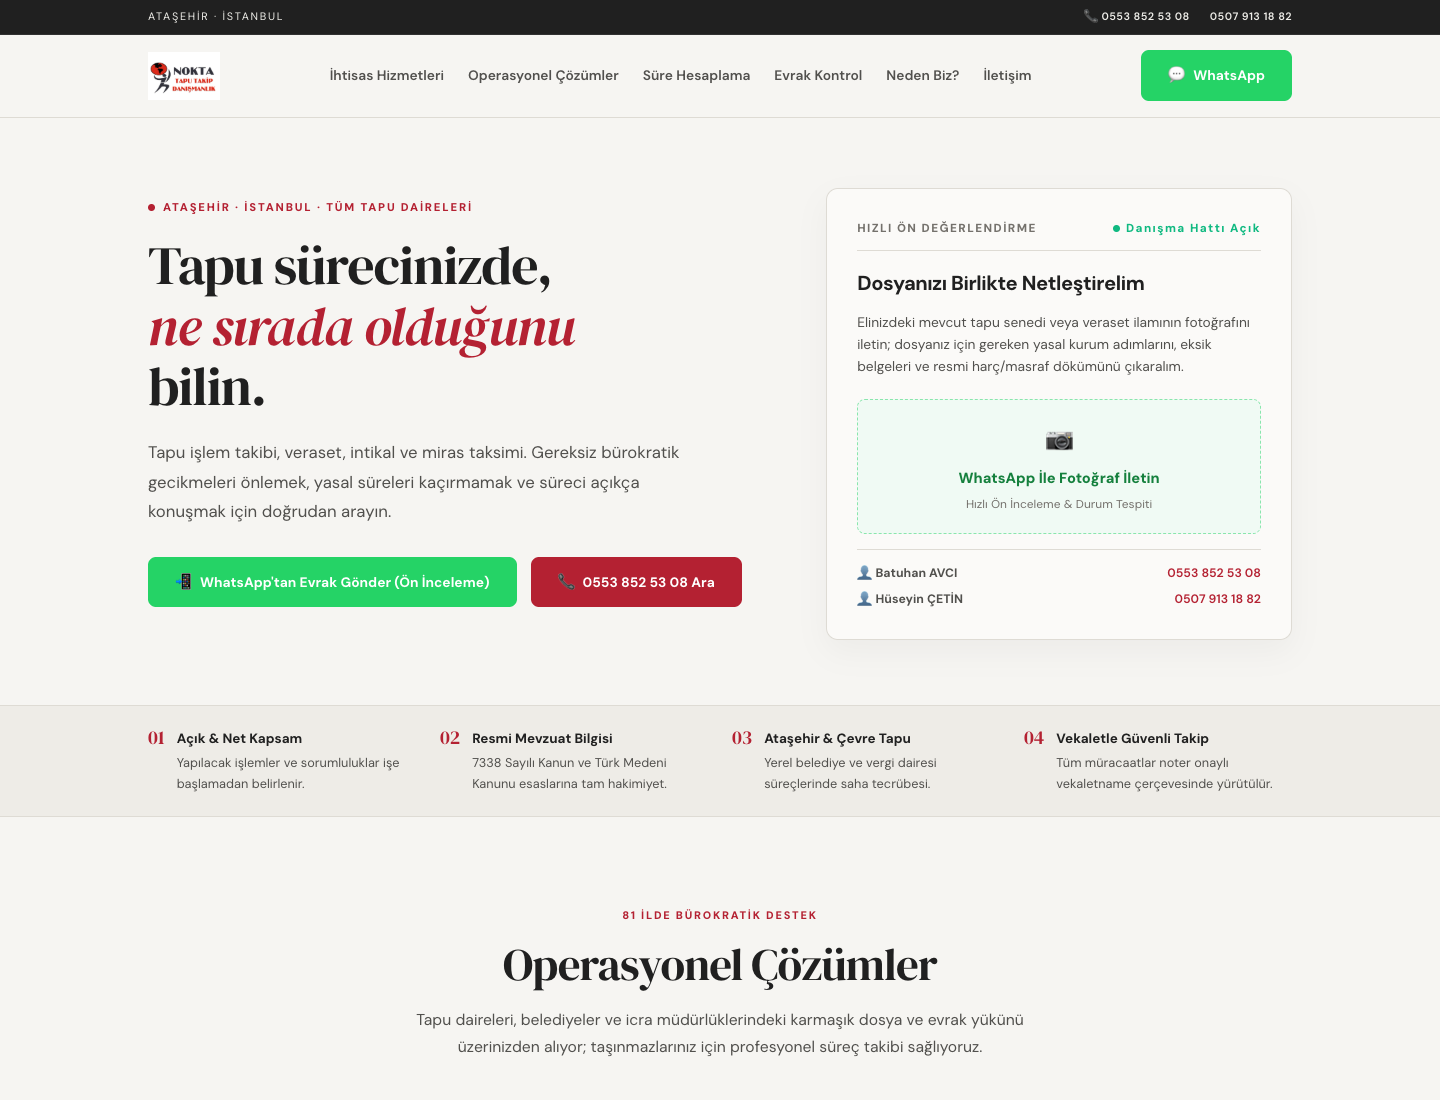 ATAŞEHİR · İSTANBUL
0553 852 53 08
0507 913 18 82
NOKTA
TAPU TAKİP
DANIŞMANLIK
İhtisas Hizmetleri
Operasyonel Çözümler
Süre Hesaplama
Evrak Kontrol
Neden Biz?
İletişim
WhatsApp
ATAŞEHİR · İSTANBUL · TÜM TAPU DAİRELERİ
Tapu sürecinizde,
ne sırada olduğunu
bilin.
Tapu işlem takibi, veraset, intikal ve miras taksimi. Gereksiz bürokratik
gecikmeleri önlemek, yasal süreleri kaçırmamak ve süreci açıkça
konuşmak için doğrudan arayın.
WhatsApp'tan Evrak Gönder (Ön İnceleme)
0553 852 53 08 Ara
HIZLI ÖN DEĞERLENDİRME
Danışma Hattı Açık
Dosyanızı Birlikte Netleştirelim
Elinizdeki mevcut tapu senedi veya veraset ilamının fotoğrafını
iletin; dosyanız için gereken yasal kurum adımlarını, eksik
belgeleri ve resmi harç/masraf dökümünü çıkaralım.
WhatsApp İle Fotoğraf İletin
Hızlı Ön İnceleme & Durum Tespiti
Batuhan AVCI
0553 852 53 08
Hüseyin ÇETİN
0507 913 18 82
01
Açık & Net Kapsam
Yapılacak işlemler ve sorumluluklar işe
başlamadan belirlenir.
02
Resmi Mevzuat Bilgisi
7338 Sayılı Kanun ve Türk Medeni
Kanunu esaslarına tam hakimiyet.
03
Ataşehir & Çevre Tapu
Yerel belediye ve vergi dairesi
süreçlerinde saha tecrübesi.
04
Vekaletle Güvenli Takip
Tüm müracaatlar noter onaylı
vekaletname çerçevesinde yürütülür.
81 İLDE BÜROKRATİK DESTEK
Operasyonel Çözümler
Tapu daireleri, belediyeler ve icra müdürlüklerindeki karmaşık dosya ve evrak yükünü
üzerinizden alıyor; taşınmazlarınız için profesyonel süreç takibi sağlıyoruz.